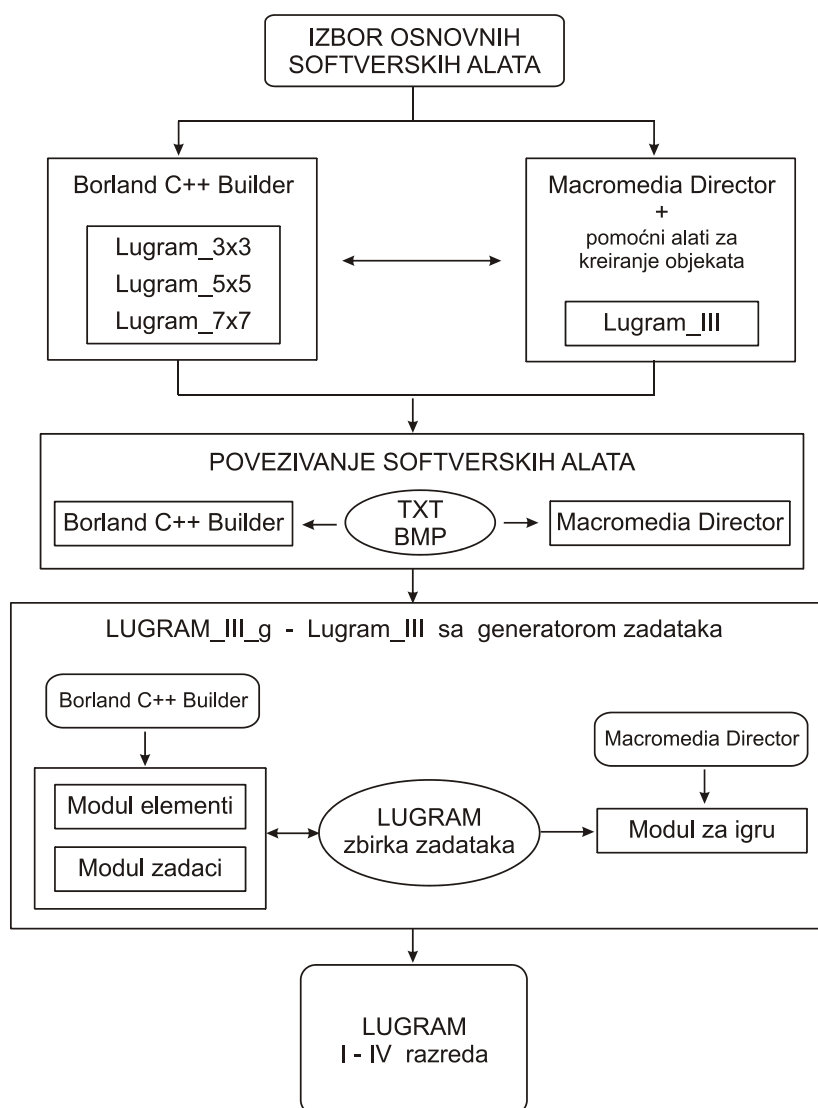 IZBOR OSNOVNIH
SOFTVERSKIH ALATA
Borland C++ Builder
Lugram_3x3
Lugram_5x5
Lugram_7x7
Macromedia Director
+
pomoćni alati za
kreiranje objekata
Lugram_III
POVEZIVANJE SOFTVERSKIH ALATA
Borland C++ Builder
TXT
BMP
Macromedia Director
LUGRAM_III_g - Lugram_III sa generatorom zadataka
Borland C++ Builder
Modul elementi
Modul zadaci
LUGRAM
zbirka zadataka
Macromedia Director
Modul za igru
LUGRAM
I - IV razreda